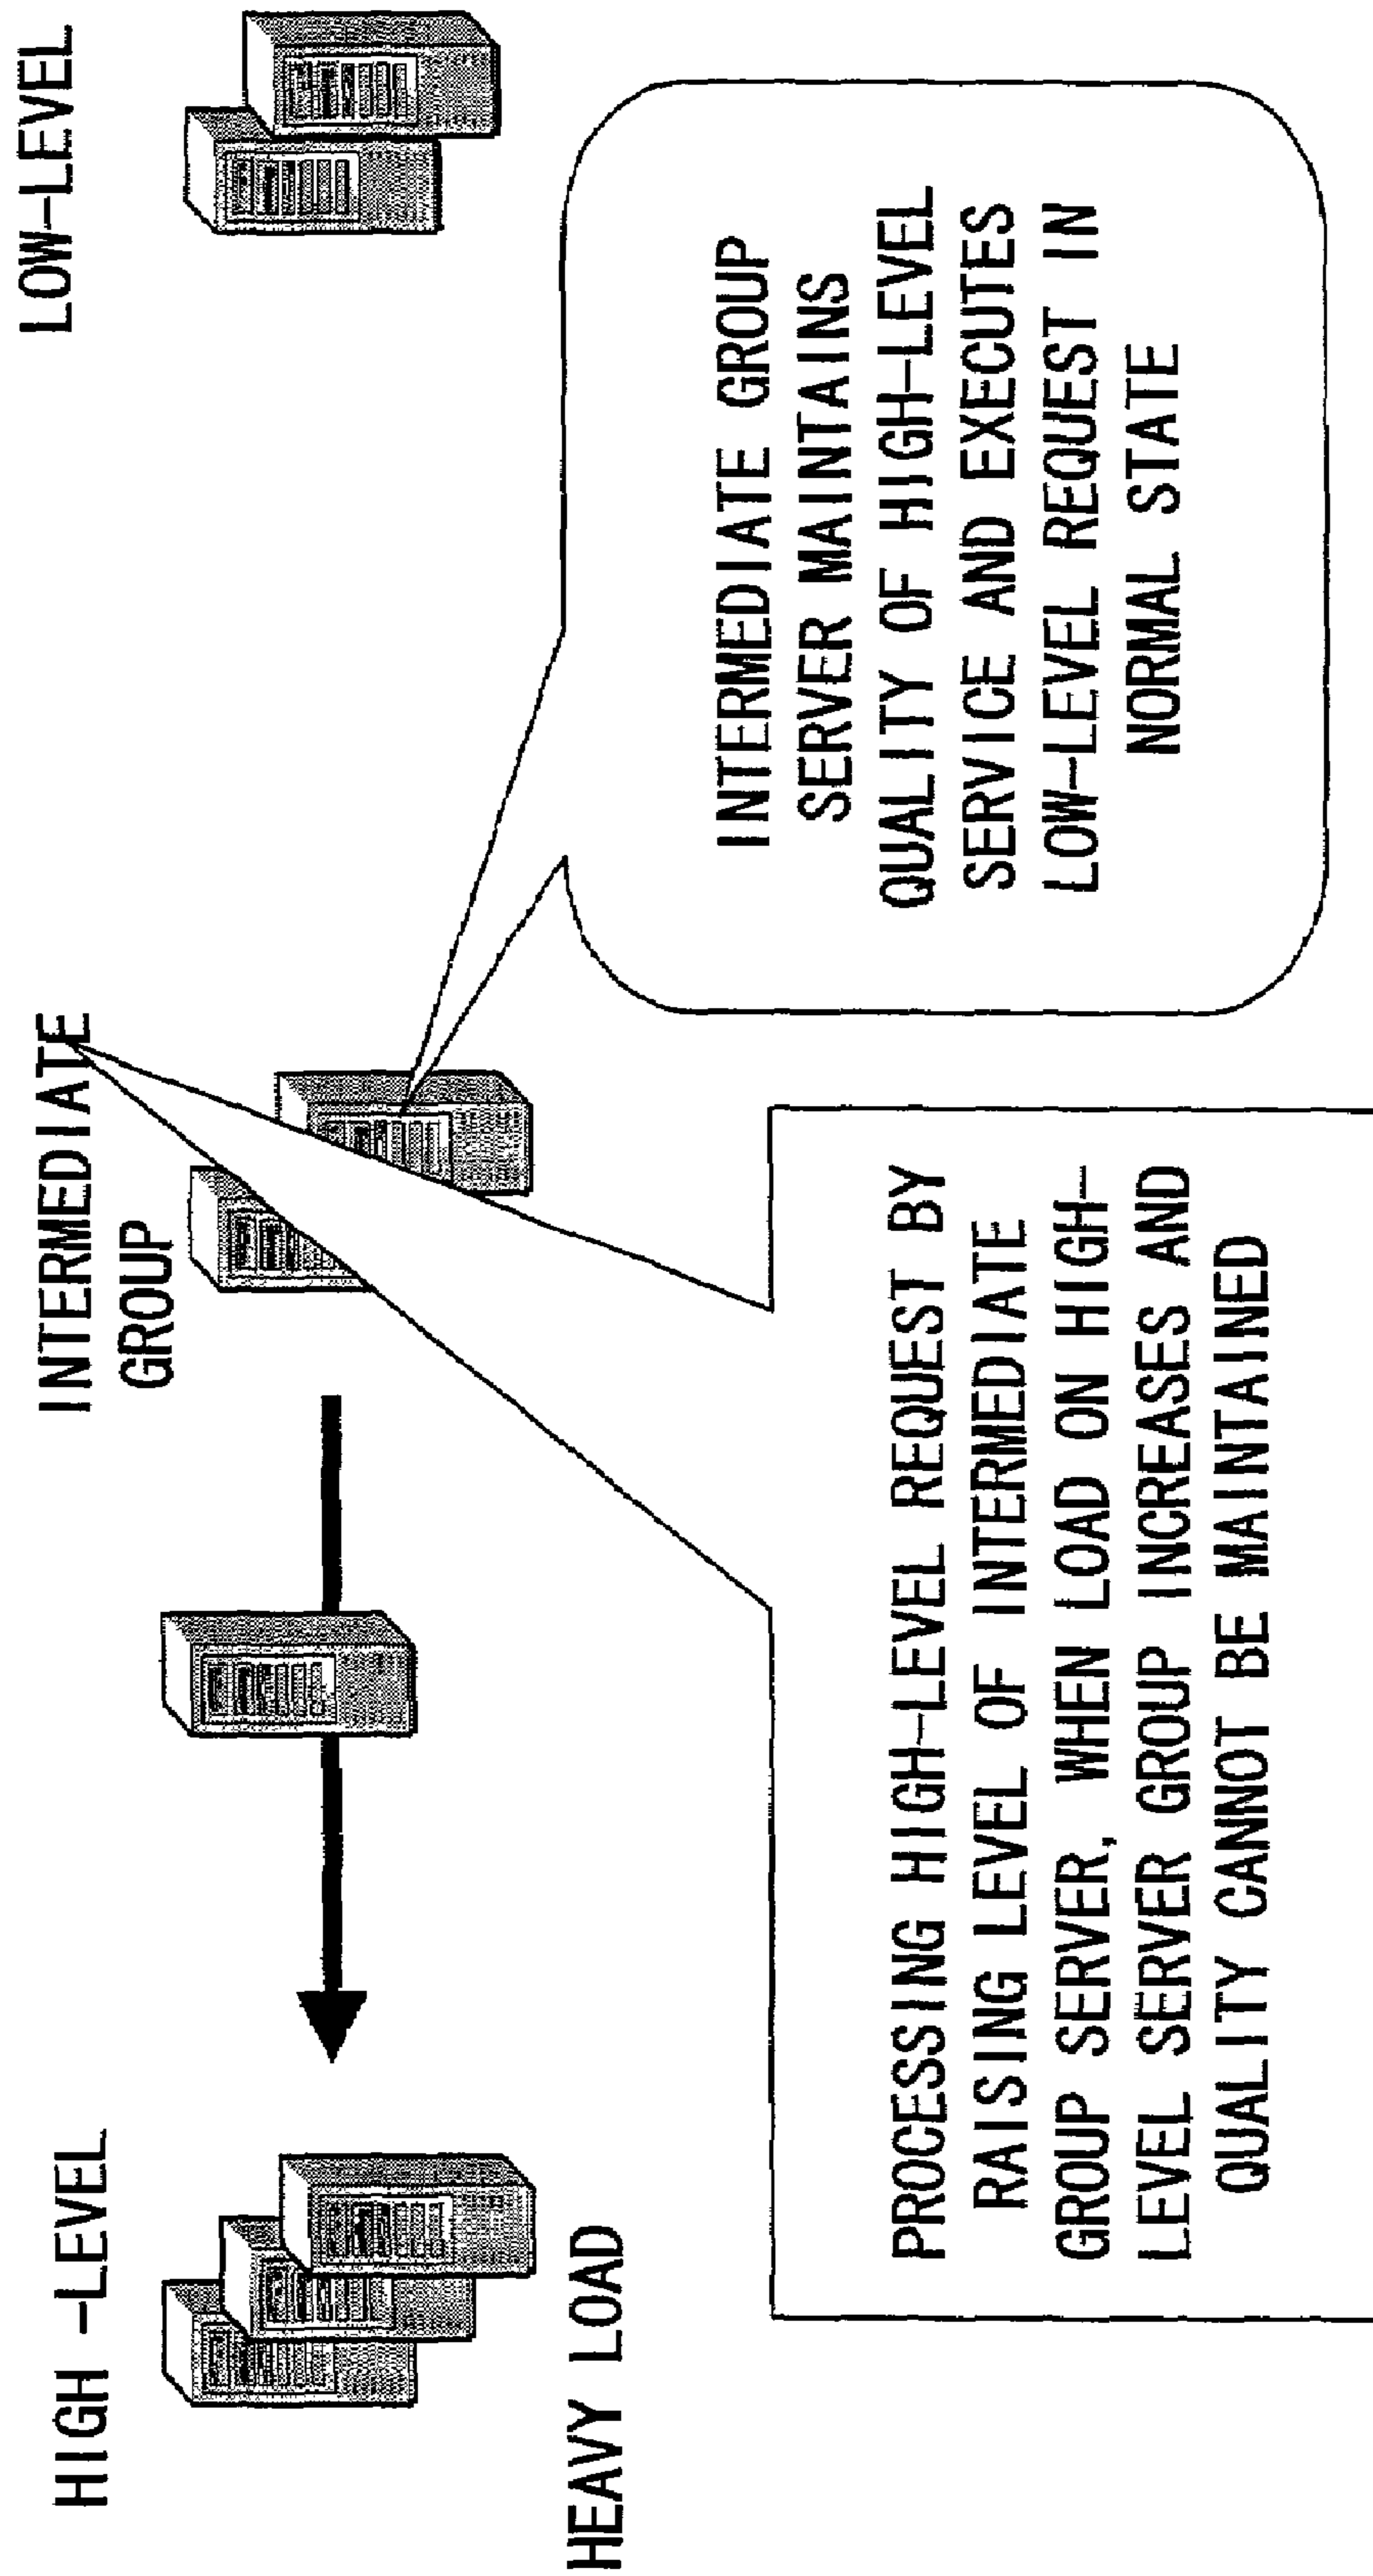 HIGH-LEVEL
INTERMEDIATE
GROUP
LOW-LEVEL
HEAVY LOAD
PROCESSING HIGH-LEVEL REQUEST BY
RAISING LEVEL OF INTERMEDIATE
GROUP SERVER, WHEN LOAD ON HIGH-
LEVEL SERVER GROUP INCREASES AND
QUALITY CANNOT BE MAINTAINED
INTERMEDIATE GROUP
SERVER MAINTAINS
QUALITY OF HIGH-LEVEL
SERVICE AND EXECUTES
LOW-LEVEL REQUEST IN
NORMAL STATE